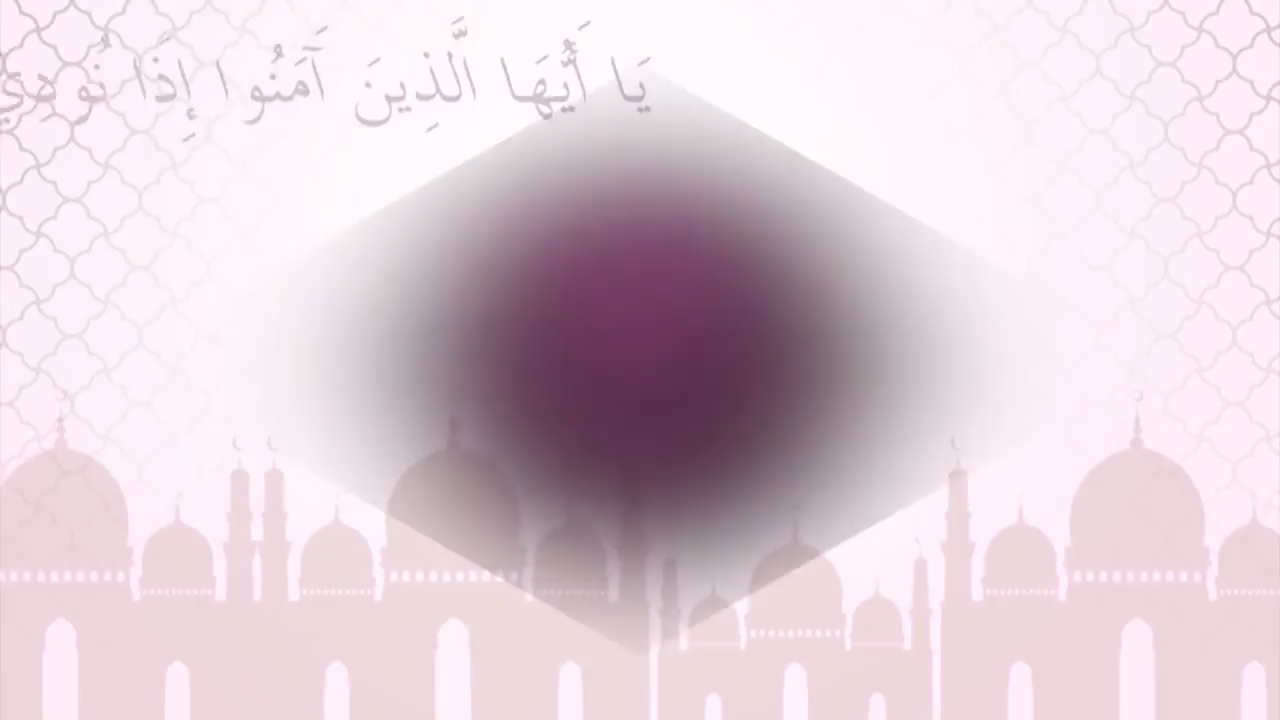 يَا أَيُّهَا الَّذِينَ آمَنُوا إِذَا